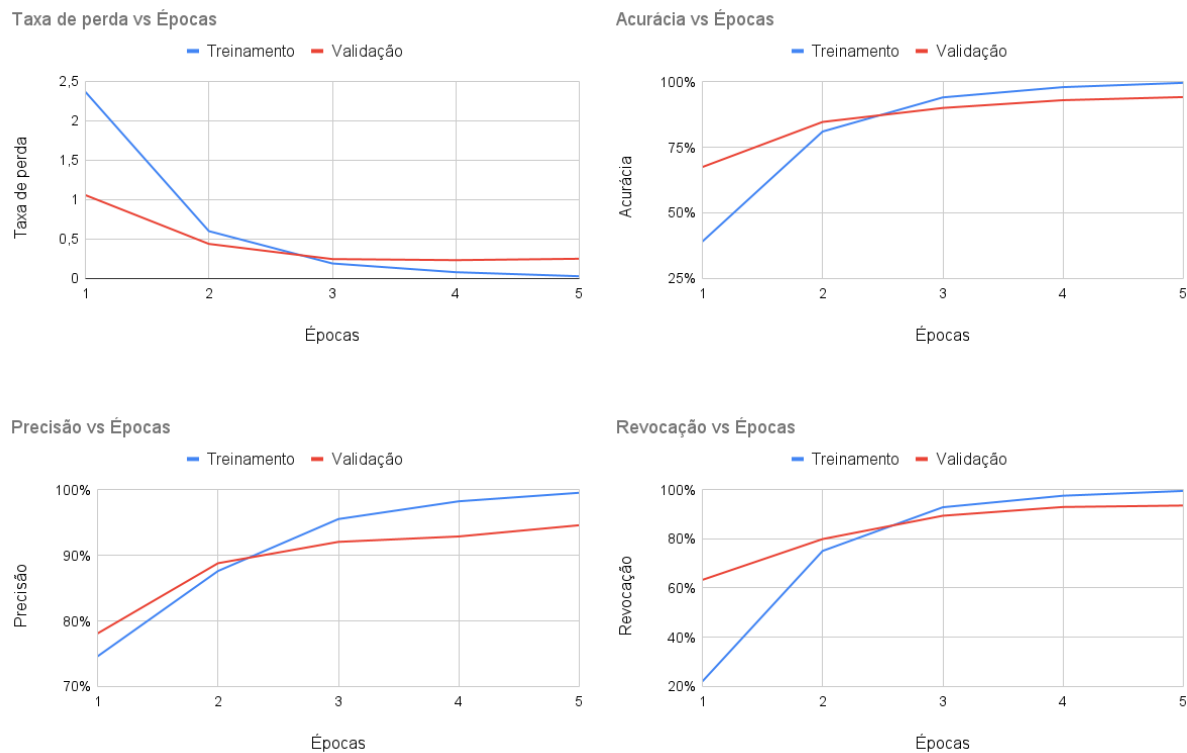 Taxa de perda vs Épocas
Treinamento Validação
Taxa de perda
2,5
2
1,5
1
0,5
0
1 2 3 4 5
Épocas
Acurácia vs Épocas
Treinamento Validação
Acurácia
100%
75%
50%
25%
1 2 3 4 5
Épocas
Precisão vs Épocas
Treinamento Validação
Precisão
100%
90%
80%
70%
1 2 3 4 5
Épocas
Revocação vs Épocas
Treinamento Validação
Revocação
100%
80%
60%
40%
20%
1 2 3 4 5
Épocas